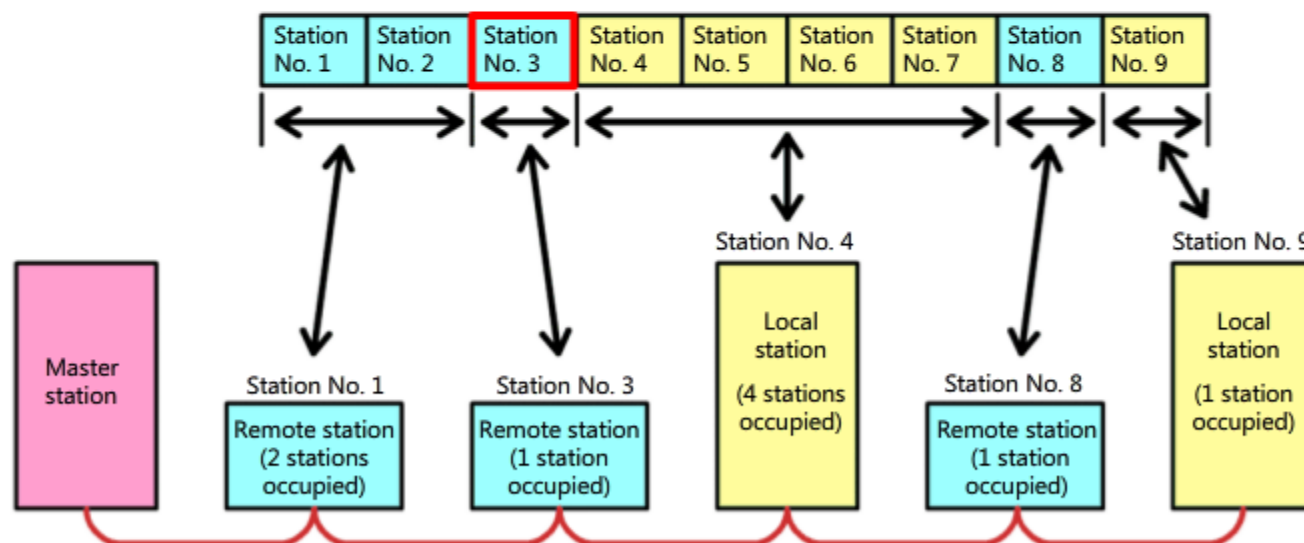 Station
No. 1
Station
No. 2
Station
No. 3
Station
No. 4
Station
No. 5
Station
No. 6
Station
No. 7
Station
No. 8
Station
No. 9
Station No. 4
Station No. 9
Master
station
Station No. 1
Remote station
(2 stations
occupied)
Station No. 3
Remote station
(1 station
occupied)
Local
station
(4 stations
occupied)
Station No. 8
Remote station
(1 station
occupied)
Local
station
(1 station
occupied)